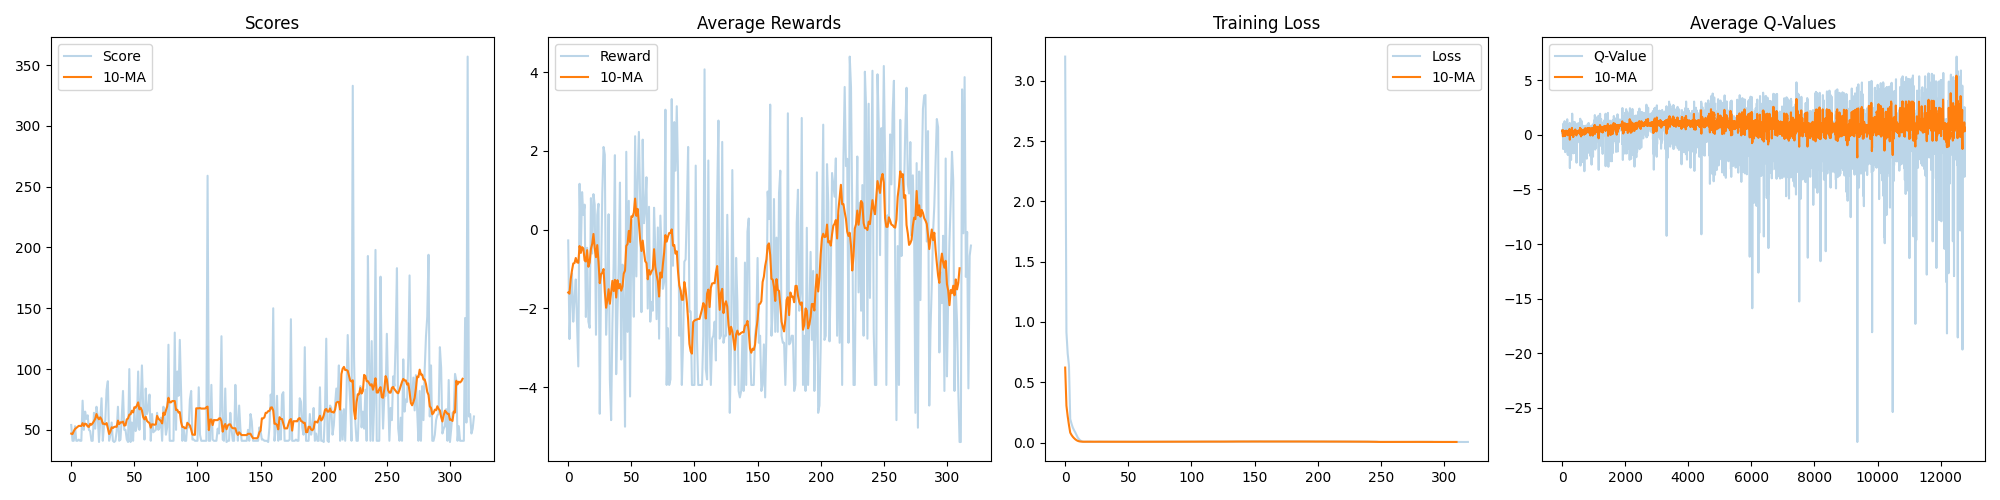 Scores
Score
10-MA
350
300
250
200
150
100
50
0 50 100 150 200 250 300
Average Rewards
Reward
10-MA
4
2
0
−2
−4
0 50 100 150 200 250 300
Training Loss
Loss
10-MA
3.0
2.5
2.0
1.5
1.0
0.5
0.0
0 50 100 150 200 250 300
Average Q-Values
Q-Value
10-MA
5
0
−5
−10
−15
−20
−25
0 2000 4000 6000 8000 10000 12000